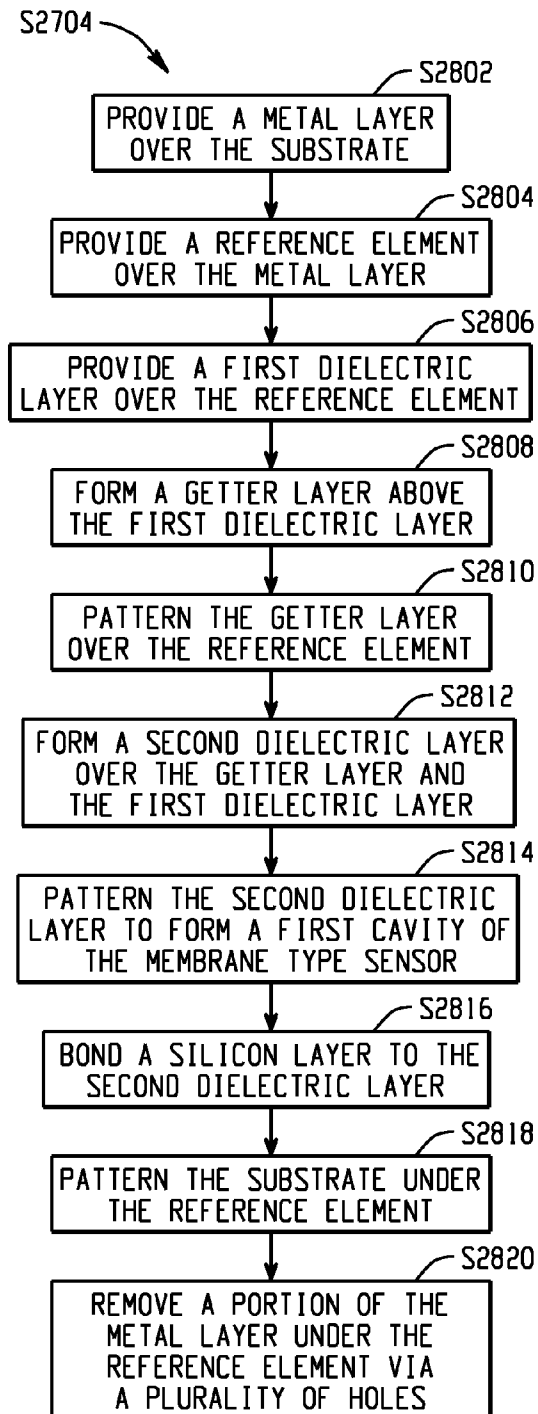 S2704
S2802
PROVIDE A METAL LAYER
OVER THE SUBSTRATE
S2804
PROVIDE A REFERENCE ELEMENT
OVER THE METAL LAYER
S2806
PROVIDE A FIRST DIELECTRIC
LAYER OVER THE REFERENCE ELEMENT
S2808
FORM A GETTER LAYER ABOVE
THE FIRST DIELECTRIC LAYER
S2810
PATTERN THE GETTER LAYER
OVER THE REFERENCE ELEMENT
S2812
FORM A SECOND DIELECTRIC LAYER
OVER THE GETTER LAYER AND
THE FIRST DIELECTRIC LAYER
S2814
PATTERN THE SECOND DIELECTRIC
LAYER TO FORM A FIRST CAVITY OF
THE MEMBRANE TYPE SENSOR
S2816
BOND A SILICON LAYER TO THE
SECOND DIELECTRIC LAYER
S2818
PATTERN THE SUBSTRATE UNDER
THE REFERENCE ELEMENT
S2820
REMOVE A PORTION OF THE
METAL LAYER UNDER THE
REFERENCE ELEMENT VIA
A PLURALITY OF HOLES